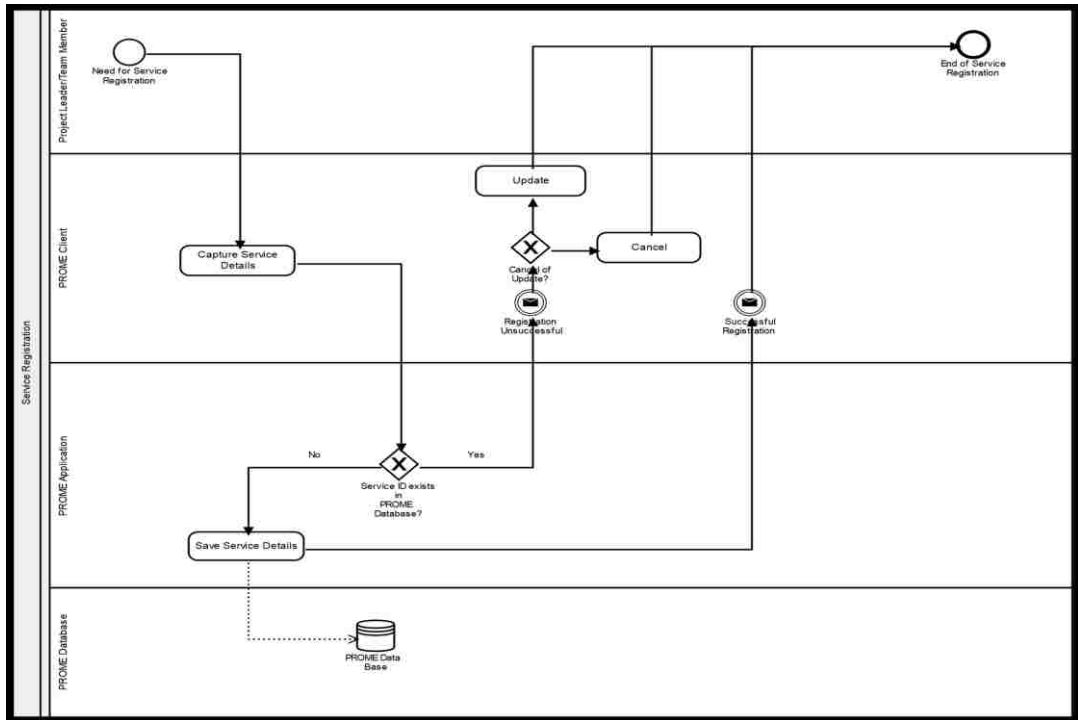 Service Registration
Project Leader/Team Member
Need for Service
Registration
End of Service
Registration
PROME Client
Update
Capture Service
Details
Cancel
Cancel of
Update?
Registration
Unsuccessful
Successful
Registration
PROME Application
No
Yes
Service ID exists
in
PROME
Database?
Save Service Details
PROME Database
PROME Data
Base